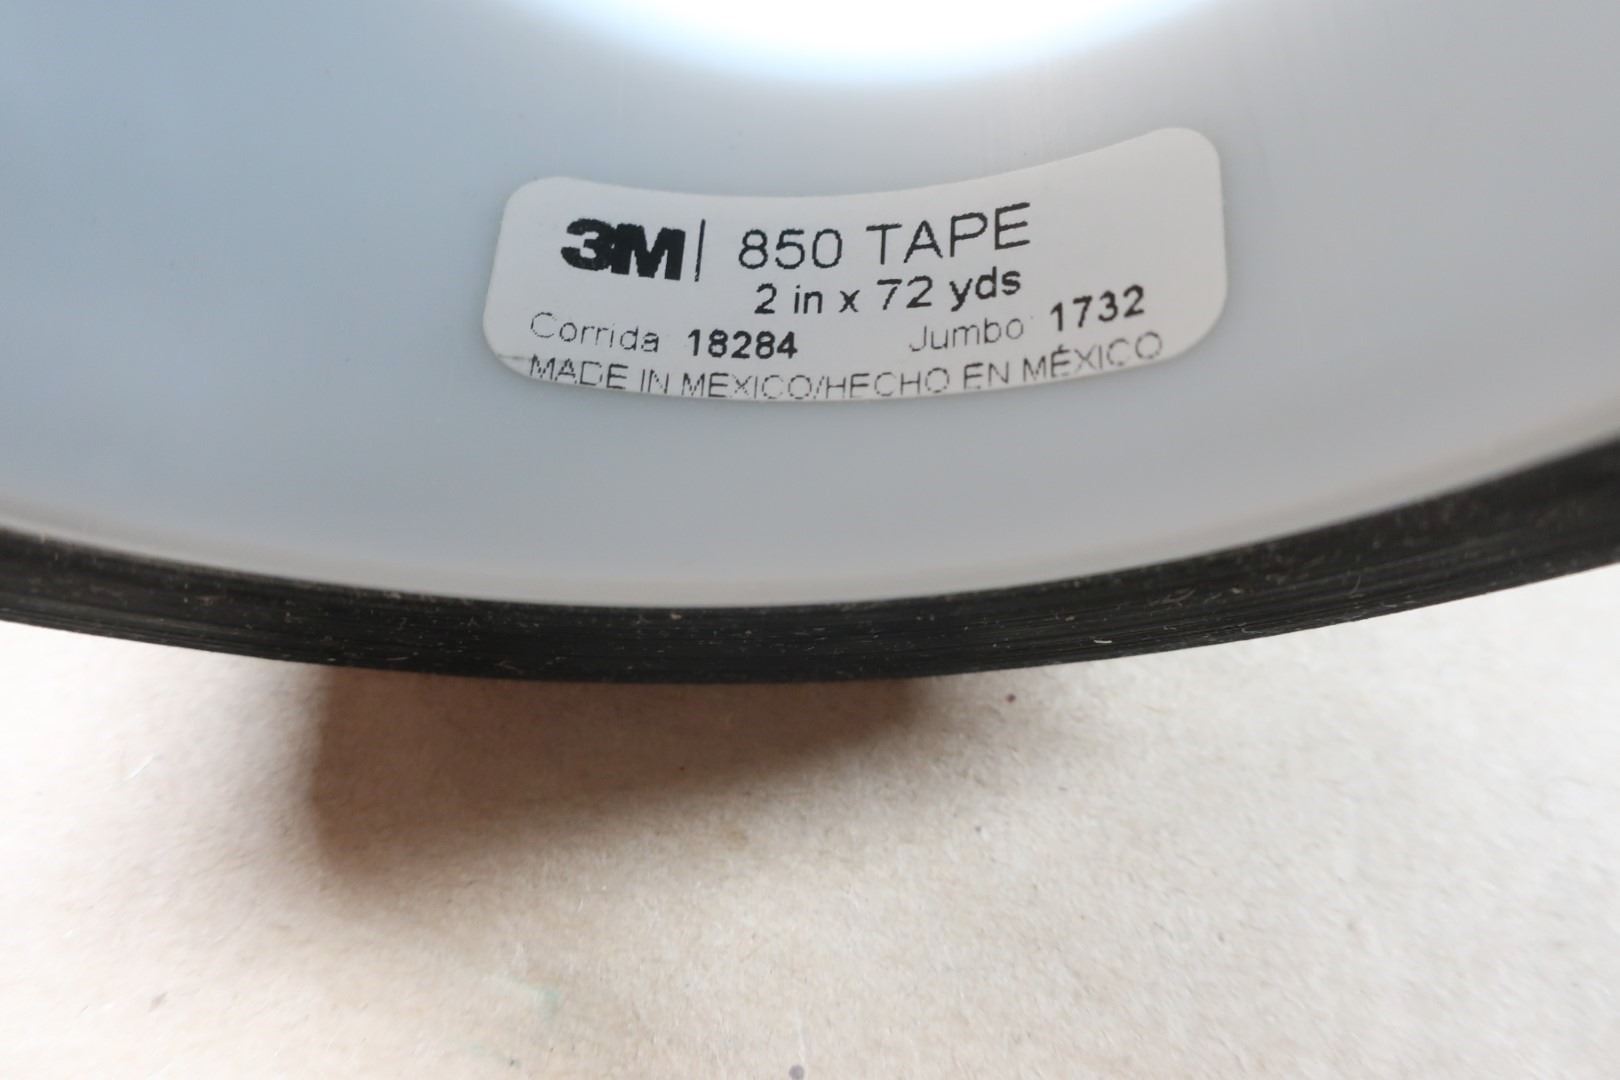 3M | 850 TAPE
2 in x 72 yds
Corrida 18284 Jumbo 1732
MADE IN MEXICO/HECHO EN MÉXICO